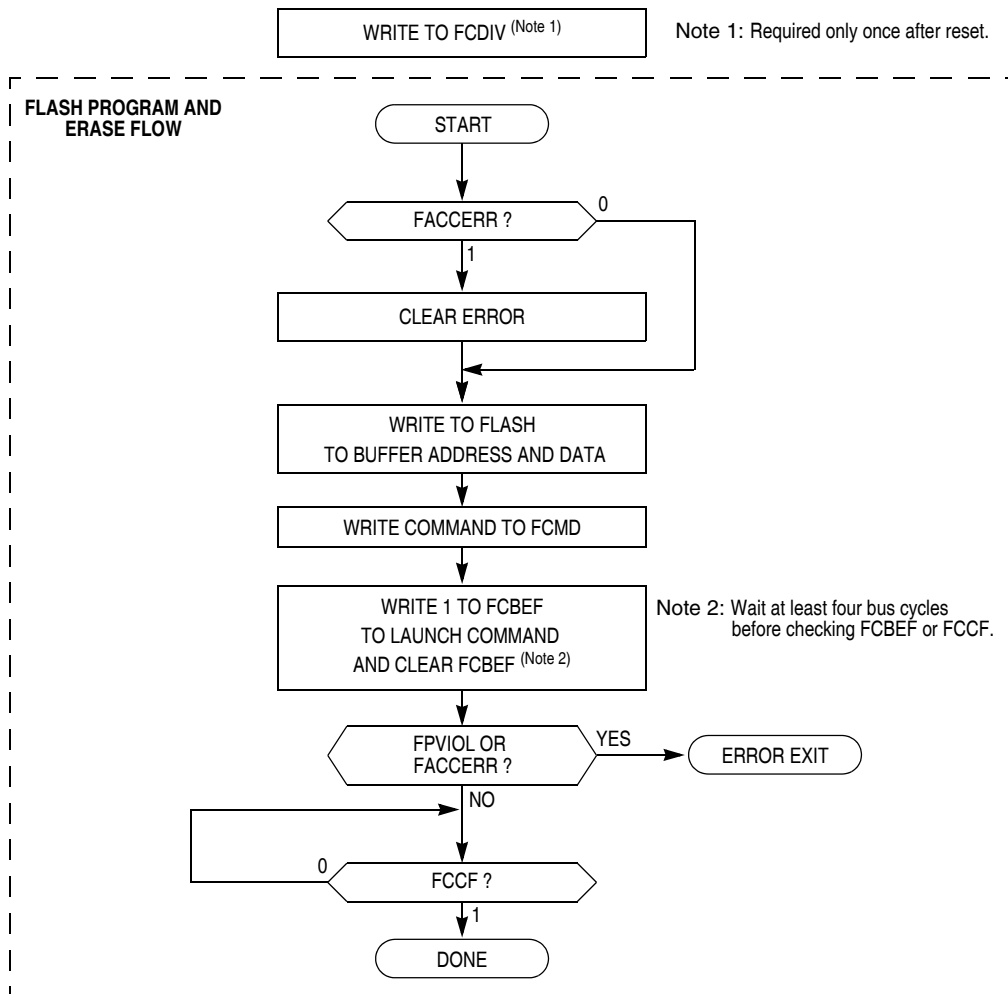 WRITE TO FCDIV (Note 1)
Note 1: Required only once after reset.
FLASH PROGRAM AND
ERASE FLOW
START
FACCERR ?
0
1
CLEAR ERROR
WRITE TO FLASH
TO BUFFER ADDRESS AND DATA
WRITE COMMAND TO FCMD
WRITE 1 TO FCBEF
TO LAUNCH COMMAND
AND CLEAR FCBEF (Note 2)
Note 2: Wait at least four bus cycles
before checking FCBEF or FCCF.
FPVIOL OR
FACCERR ?
YES
ERROR EXIT
NO
0
FCCF ?
1
DONE